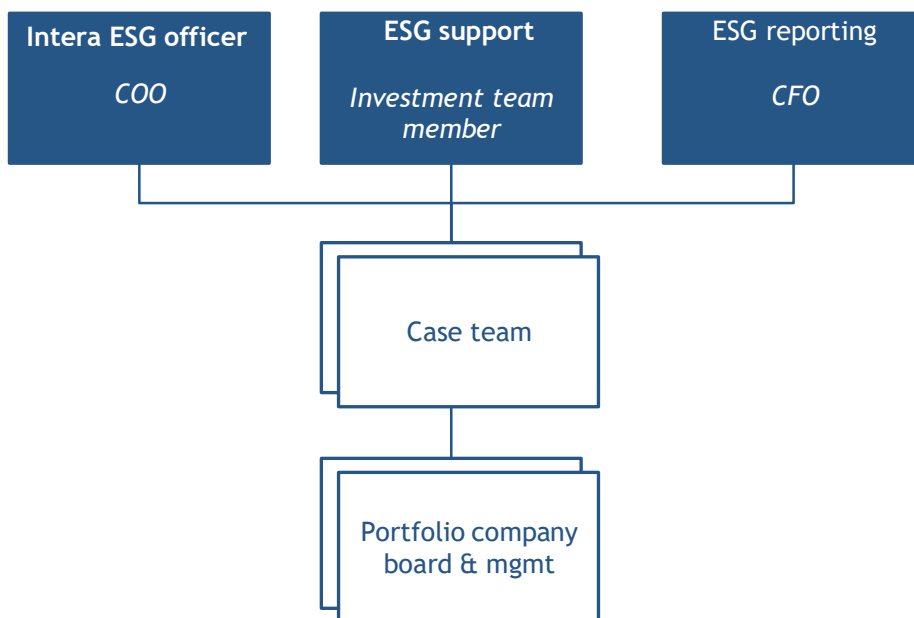 Intera ESG officer
COO
ESG support
Investment team
member
ESG reporting
CFO
Case team
Portfolio company
board & mgmt